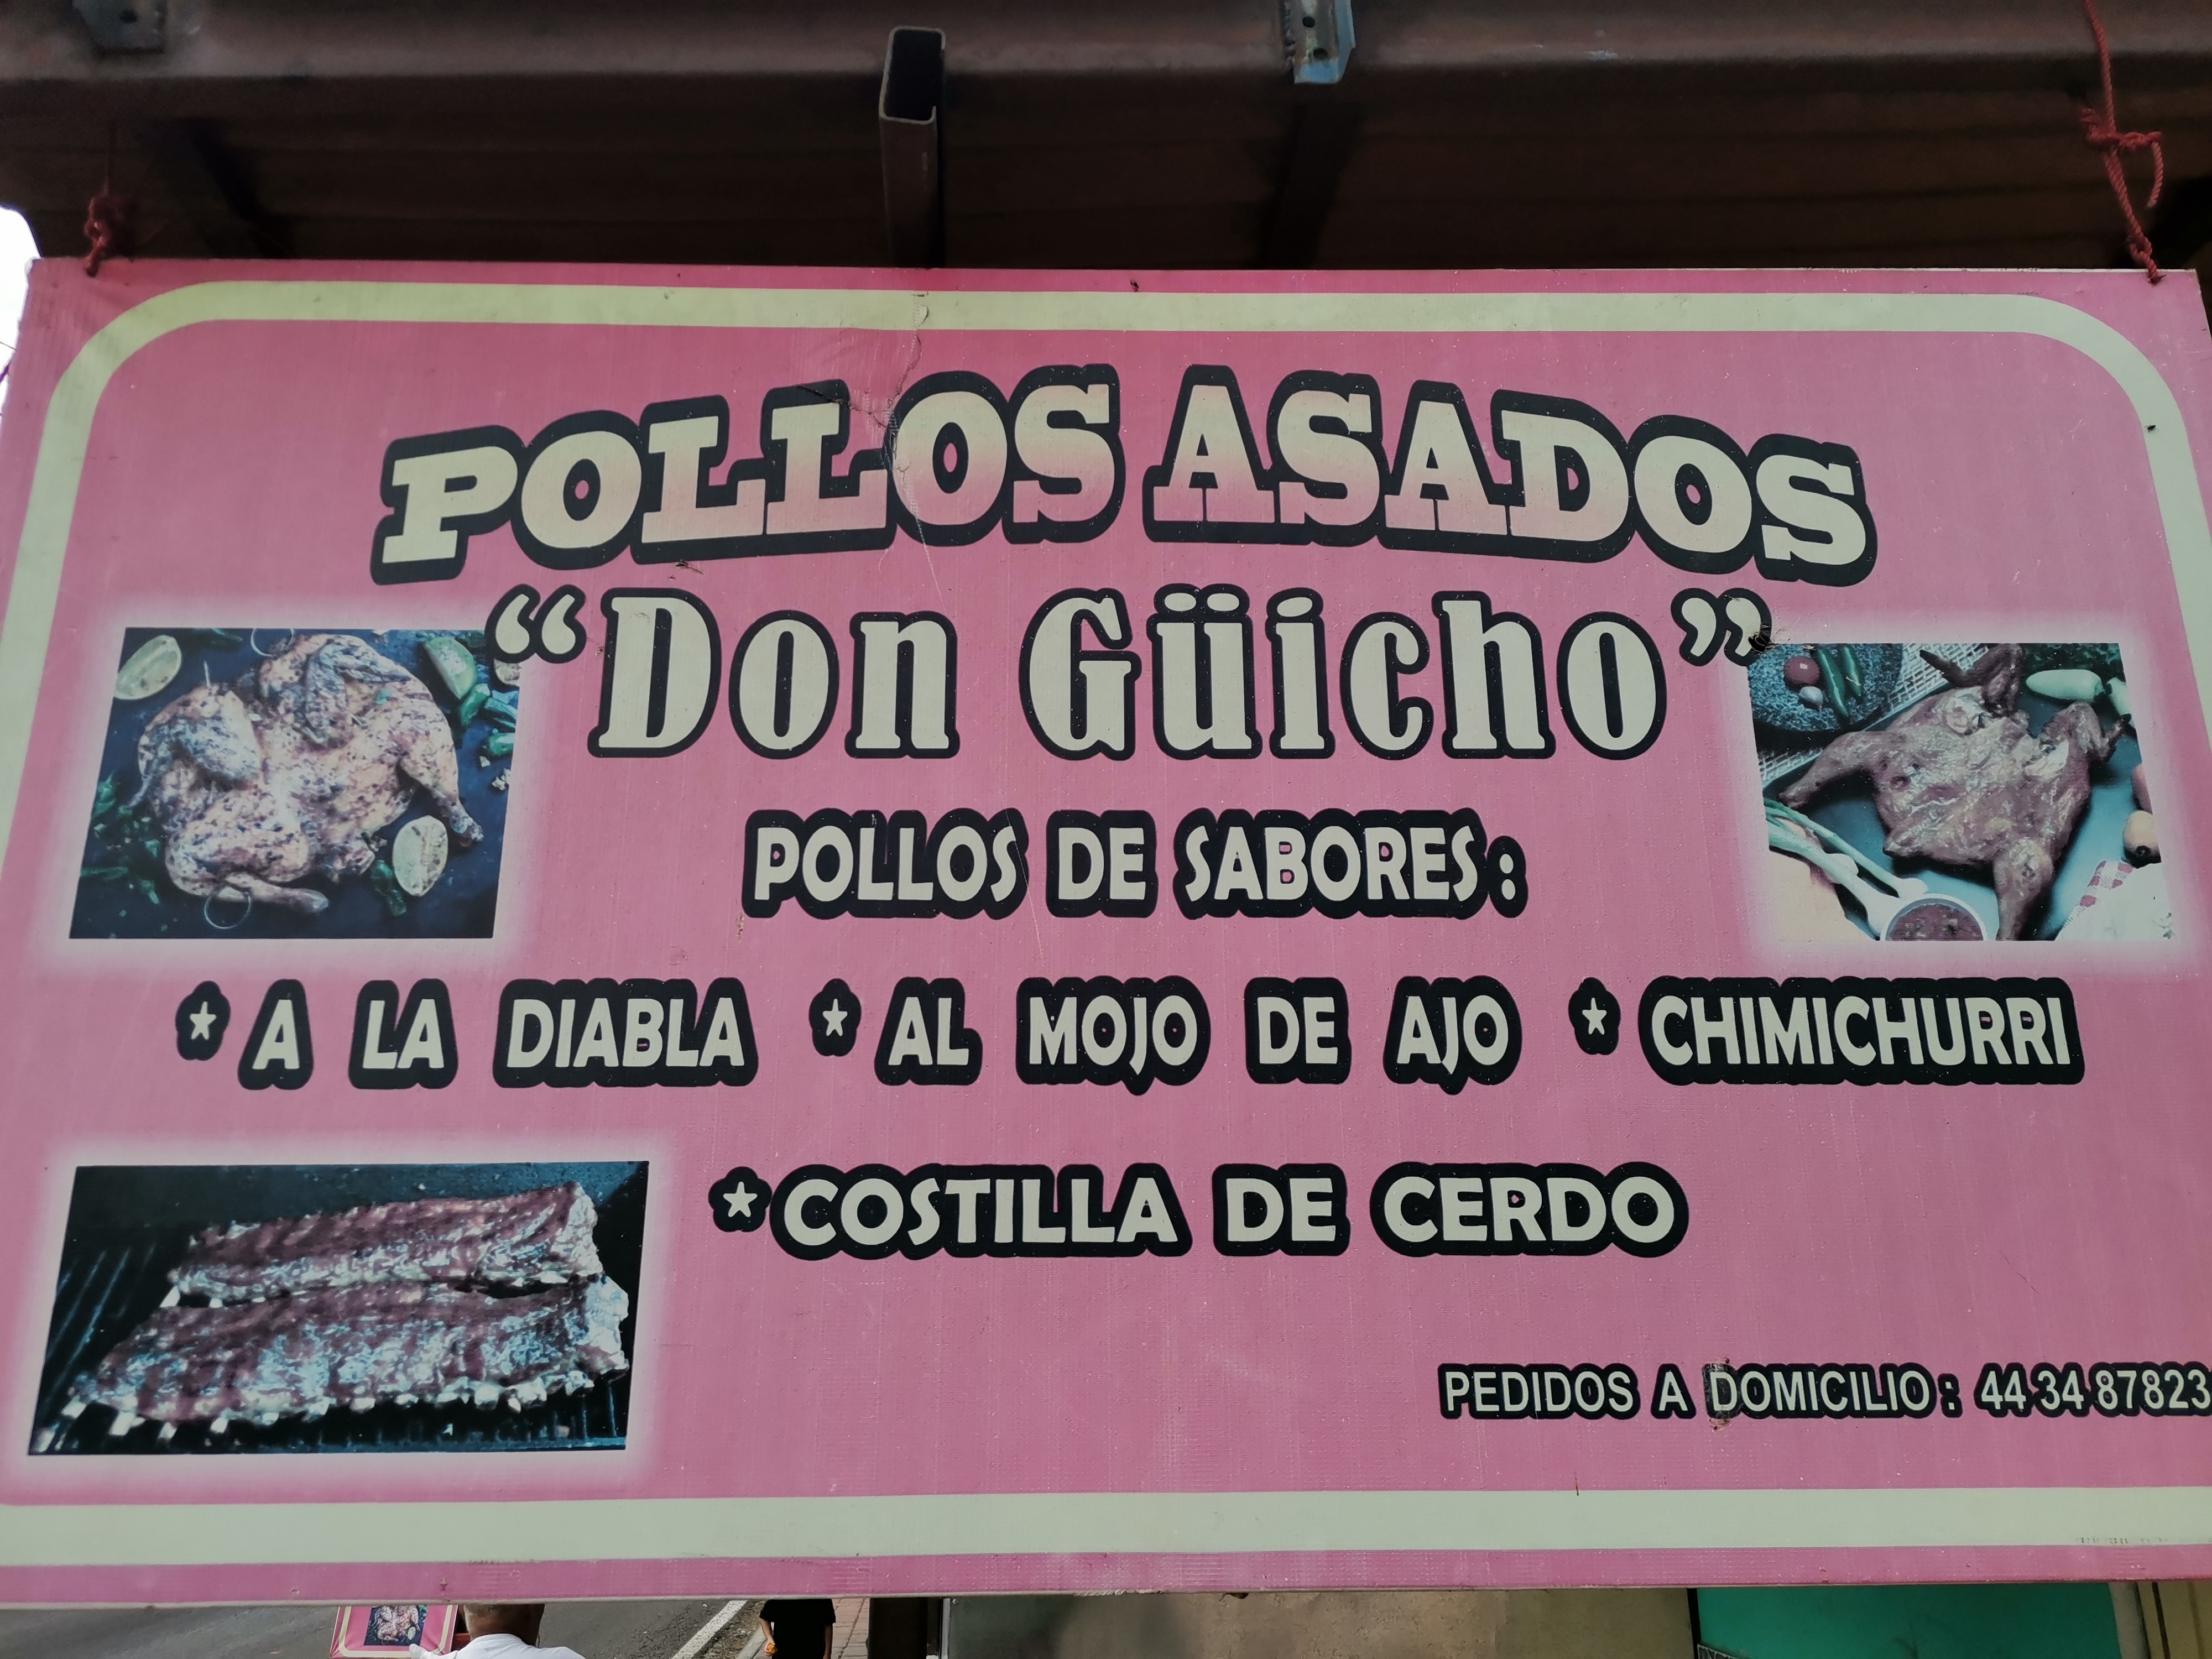 POLLOS ASADOS
“Don Güicho”
POLLOS DE SABORES:
*A LA DIABLA *AL MOJO DE AJO *CHIMICHURRI
*COSTILLA DE CERDO
PEDIDOS A DOMICILIO: 44 34 87823